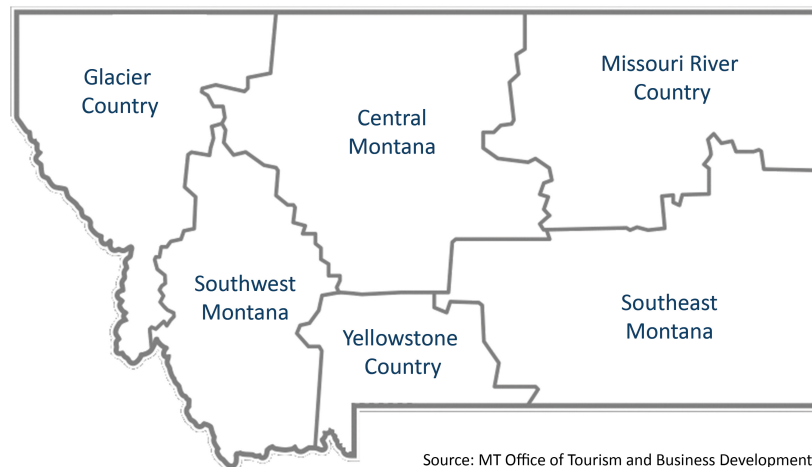 Glacier
Country
Central
Montana
Missouri River
Country
Southwest
Montana
Yellowstone
Country
Southeast
Montana
Source: MT Office of Tourism and Business Development